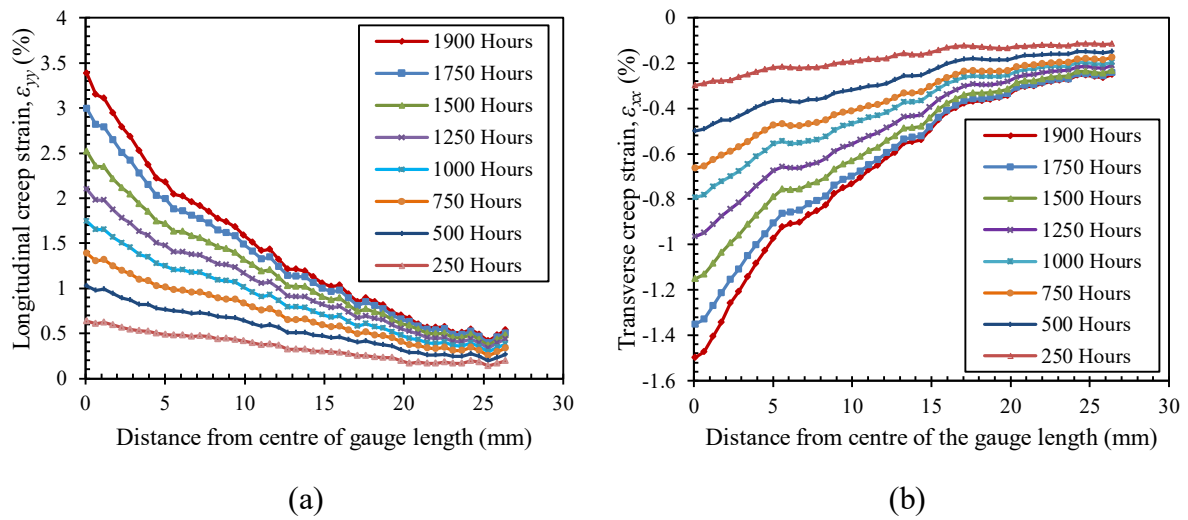 4
3.5
3
2.5
2
1.5
1
0.5
0
Longitudinal creep strain, εyy (%)
1900 Hours
1750 Hours
1500 Hours
1250 Hours
1000 Hours
750 Hours
500 Hours
250 Hours
0 5 10 15 20 25 30
Distance from centre of gauge length (mm)
(a)
0
-0.2
-0.4
-0.6
-0.8
-1
-1.2
-1.4
-1.6
Transverse creep strain, εxx (%)
1900 Hours
1750 Hours
1500 Hours
1250 Hours
1000 Hours
750 Hours
500 Hours
250 Hours
0 5 10 15 20 25 30
Distance from centre of the gauge length (mm)
(b)